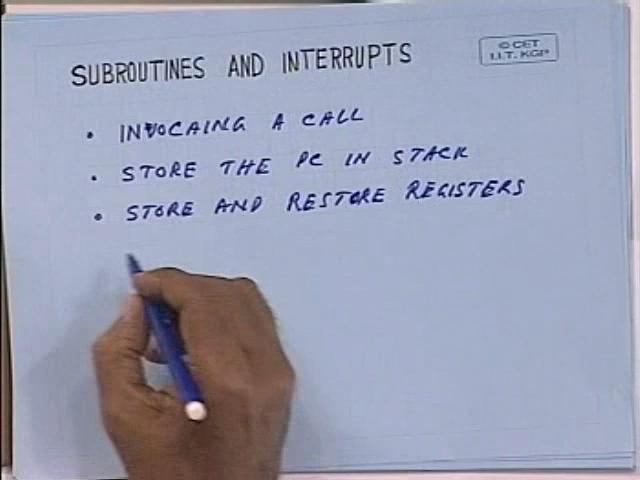 SUBROUTINES AND INTERRUPTS
© CET
I.I.T. KGP
• INVOCAING A CALL
• STORE THE PC IN STACK
• STORE AND RESTORE REGISTERS